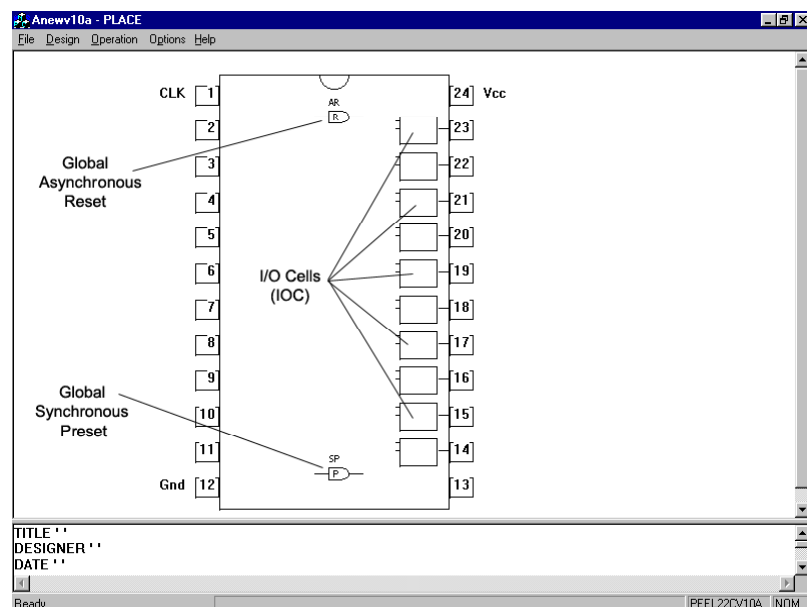 Anewv10a - PLACE
File Design Operation Options Help
CLK 1 24 Vcc
AR
R
2 23
Global
Asynchronous
Reset
3 22
4 21
5 20
6 19
I/O Cells
(IOC)
7 18
8 17
9 16
Global
Synchronous
Preset
10 15
11 14
SP
P
Gnd 12 13
TITLE ' '
DESIGNER ' '
DATE ' '
Ready PEEL22CV10A NUM